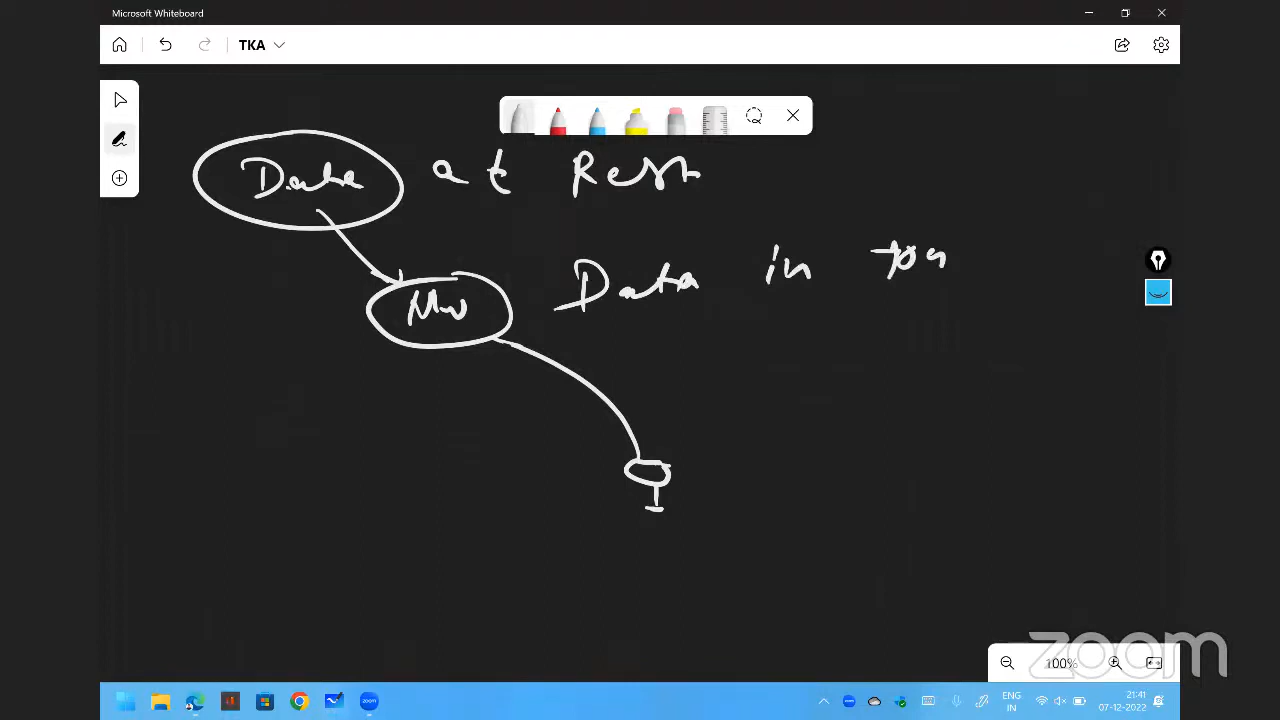 Microsoft Whiteboard
TKA
Data at Rest
Data in
Nw
zoom
100%
ENG
IN
21:41
07-12-2022